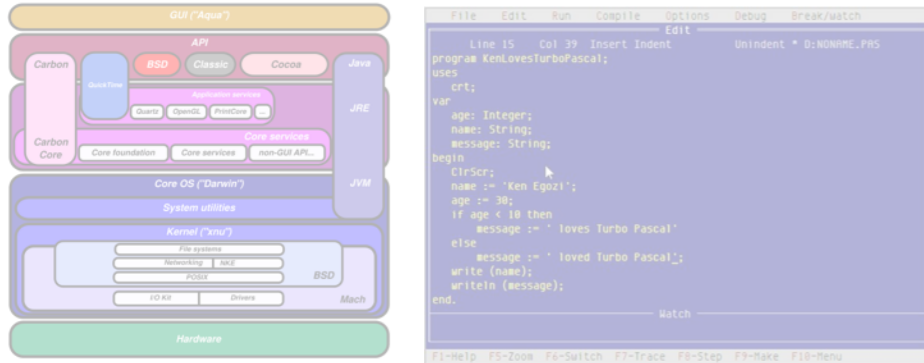 GUI ("Aqua")
API
Carbon
QuickTime
BSD
Classic
Cocoa
Java
Application services
Quartz
OpenGL
PrintCore
...
JRE
Core services
Carbon
Core
Core foundation
Core services
non-GUI API...
Core OS ("Darwin")
JVM
System utilities
Kernel ("xnu")
File systems
Networking
NKE
POSIX
BSD
I/O Kit
Drivers
Mach
Hardware
File Edit Run Compile Options Debug Break/watch
Edit
Line 15 Col 39 Insert Indent Unindent * D:NONAME.PAS
program KenLovesTurboPascal;
uses
crt;
var
age: Integer;
name: String;
message: String;
begin
ClrScr;
name := 'Ken Egozi';
age := 30;
if age < 10 then
message := ' loves Turbo Pascal'
else
message := ' loved Turbo Pascal';
write (name);
writeln (message);
end.
Watch
F1-Help F5-Zoom F6-Switch F7-Trace F8-Step F9-Make F10-Menu